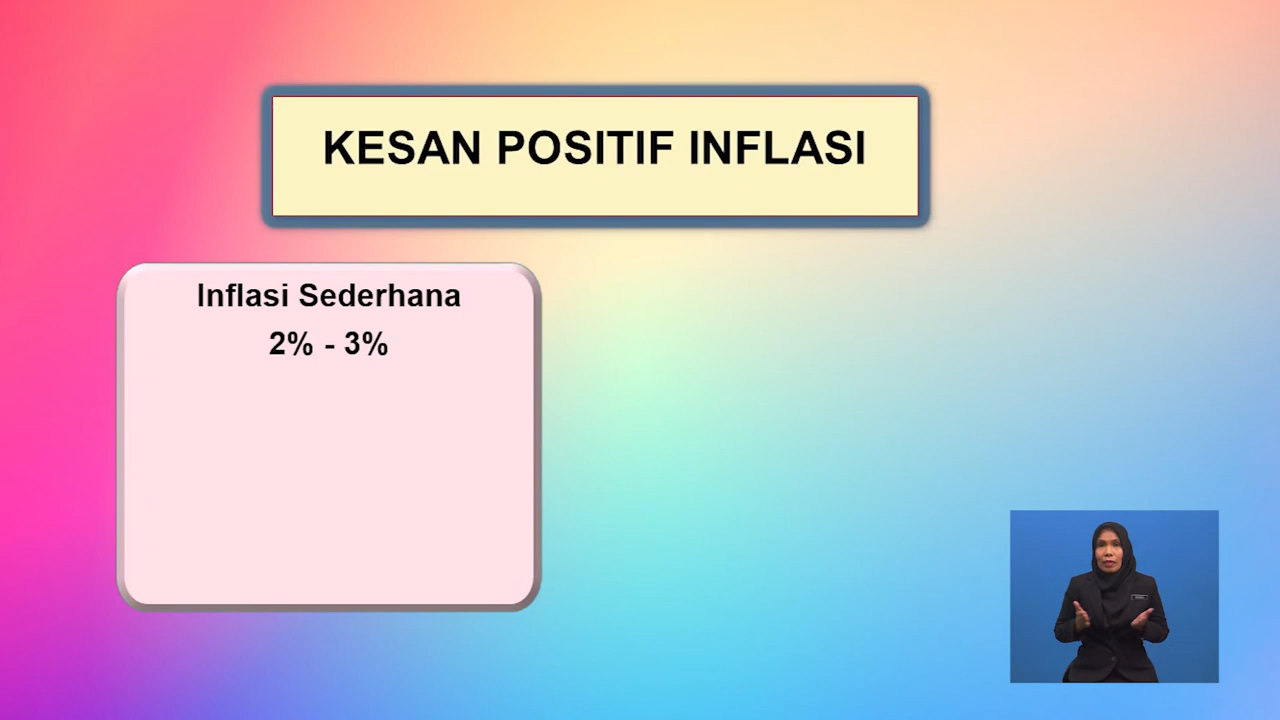 KESAN POSITIF INFLASI
Inflasi Sederhana
2% - 3%